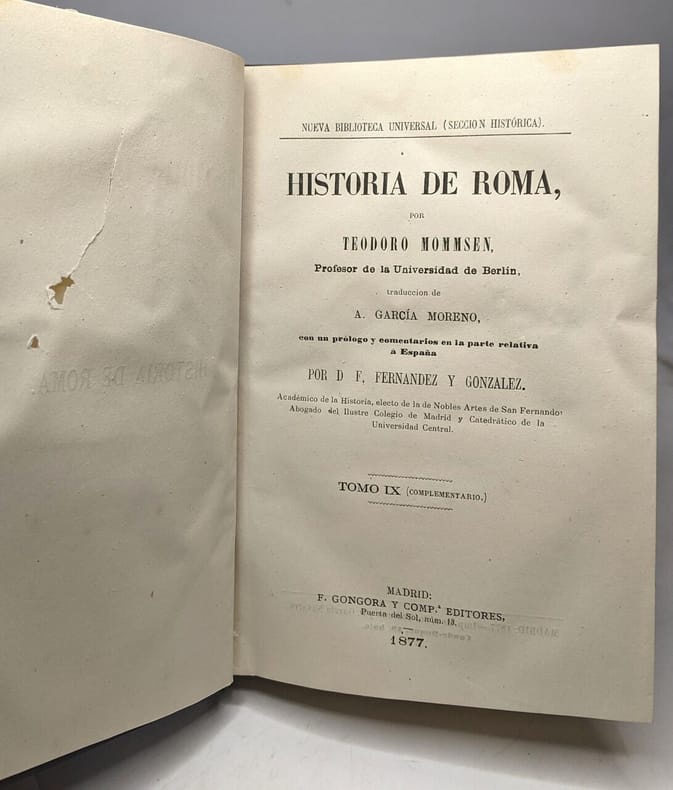 NUEVA BIBLIOTECA UNIVERSAL (SECCION HISTÓRICA).
HISTORIA DE ROMA,
POR
TEODORO MOMMSEN,
Profesor de la Universidad de Berlin,
traduccion de
A. GARCÍA MORENO,
con un prólogo y comentarios en la parte relativa
á España
POR D F. FERNANDEZ Y GONZALEZ.
Académico de la Historia, electo de la de Nobles Artes de San Fernando,
Abogado del Ilustre Colegio de Madrid y Catedrático de la
Universidad Central.
TOMO IX (COMPLEMENTARIO.)
MADRID:
F. GONGORA Y COMP.ª EDITORES,
Puerta del Sol, núm. 13.
1877.
HISTORIA DE ROMA